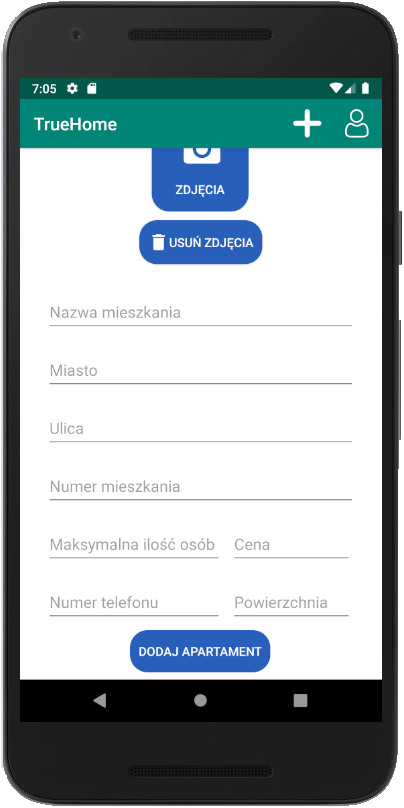 7:05
TrueHome
ZDJĘCIA
USUŃ ZDJĘCIA
Nazwa mieszkania
Miasto
Ulica
Numer mieszkania
Maksymalna ilość osób Cena
Numer telefonu Powierzchnia
DODAJ APARTAMENT